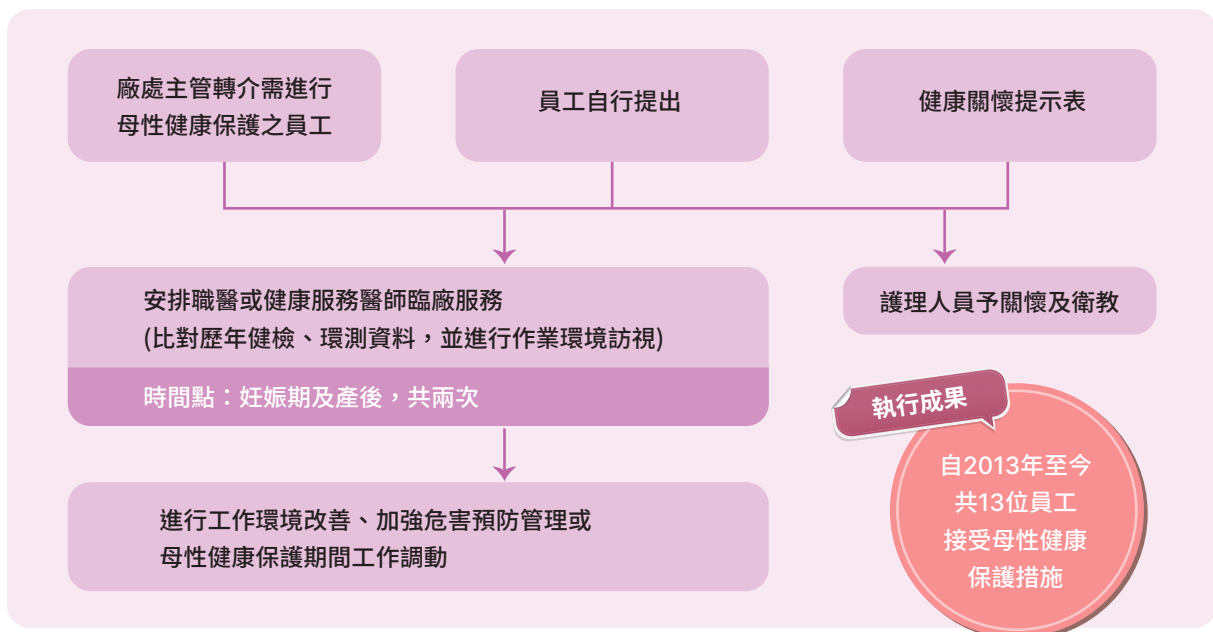 廠處主管轉介需進行
母性健康保護之員工
員工自行提出
健康關懷提示表
安排職醫或健康服務醫師臨廠服務
(比對歷年健檢、環測資料，並進行作業環境訪視)
時間點：妊娠期及產後，共兩次
護理人員予關懷及衛教
進行工作環境改善、加強危害預防管理或
母性健康保護期間工作調動
執行成果
自2013年至今
共13位員工
接受母性健康
保護措施